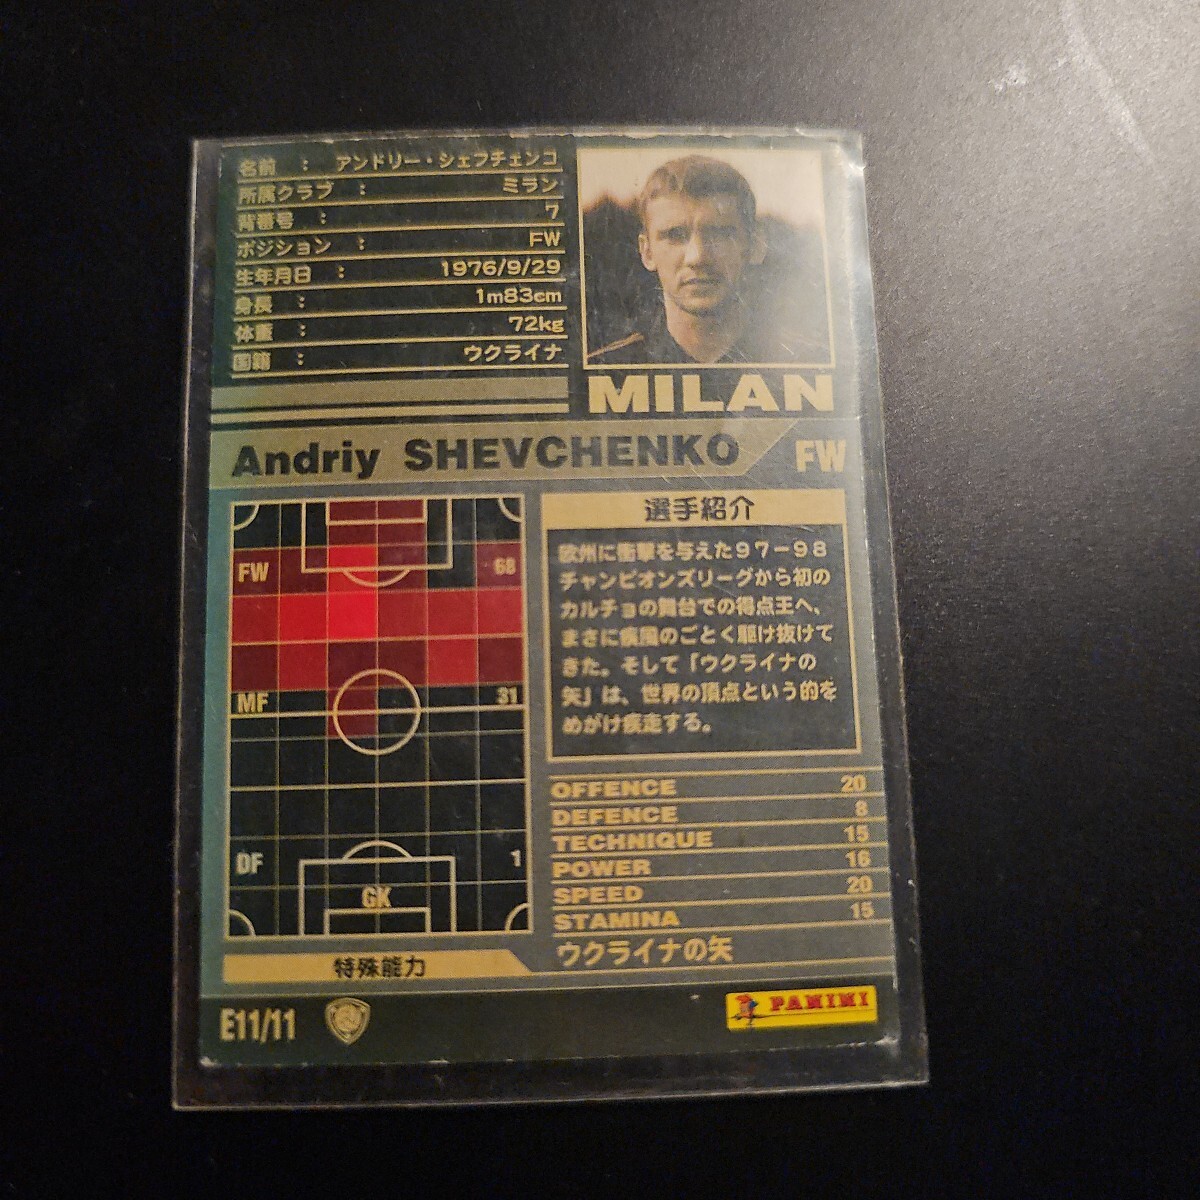 名前 : アンドリー・シェフチェンコ
所属クラブ : ミラン
背番号 : 7
ポジション : FW
生年月日 : 1976/9/29
身長 : 1m83cm
体重 : 72kg
国籍 : ウクライナ
MILAN
Andriy SHEVCHENKO FW
FW 68
MF 31
DF 1
GK
選手紹介
欧州に衝撃を与えた97-98
チャンピオンズリーグから初の
カルチョの舞台での得点王へ、
まさに疾風のごとく駆け抜けて
きた。そして「ウクライナの
矢」は、世界の頂点という的を
めがけ疾走する。
OFFENCE 20
DEFENCE 8
TECHNIQUE 15
POWER 16
SPEED 20
STAMINA 15
特殊能力 ウクライナの矢
E11/11
PANINI